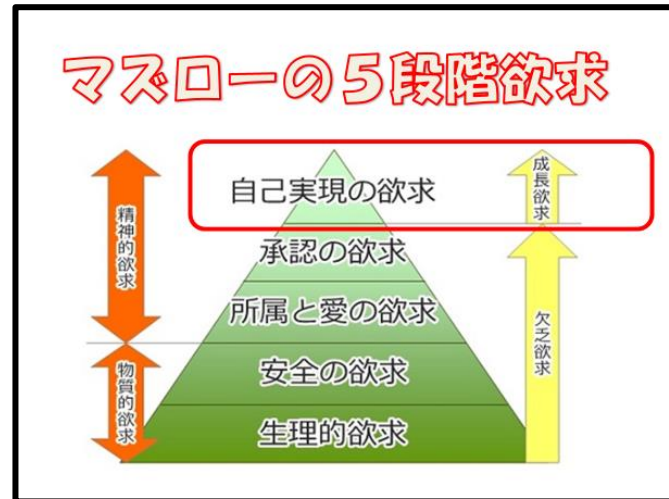 マズローの5段階欲求
自己実現の欲求
承認の欲求
所属と愛の欲求
安全の欲求
生理的欲求
精神的欲求
物質的欲求
成長欲求
欠乏欲求